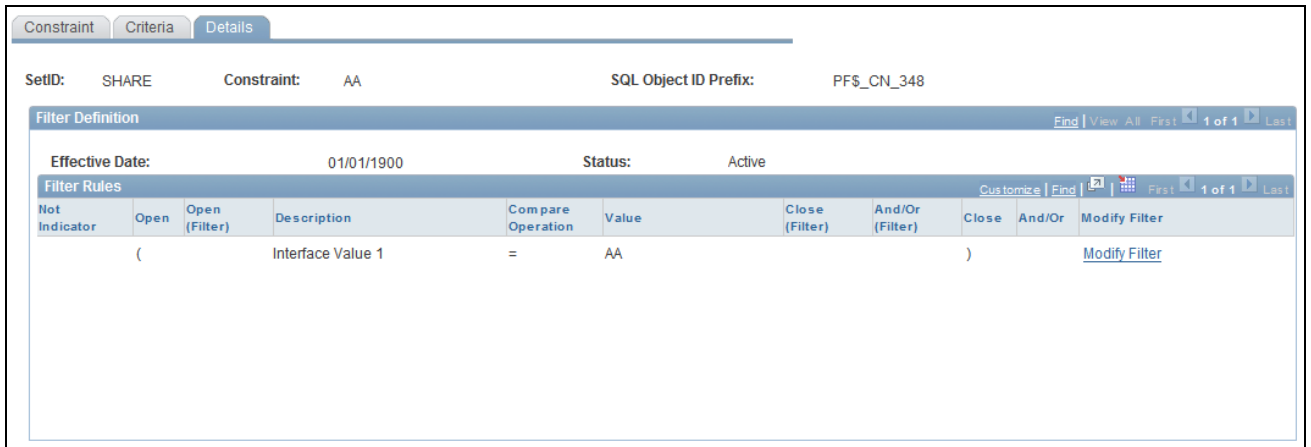 Constraint Criteria Details
SetID: SHARE Constraint: AA SQL Object ID Prefix: PF$_CN_348
Filter Definition Find | View All First 1 of 1 Last
Effective Date: 01/01/1900 Status: Active
Filter Rules Customize | Find | | First 1 of 1 Last
Not Indicator Open Open (Filter) Description Compare Operation Value Close (Filter) And/Or (Filter) Close And/Or Modify Filter
( Interface Value 1 = AA ) Modify Filter